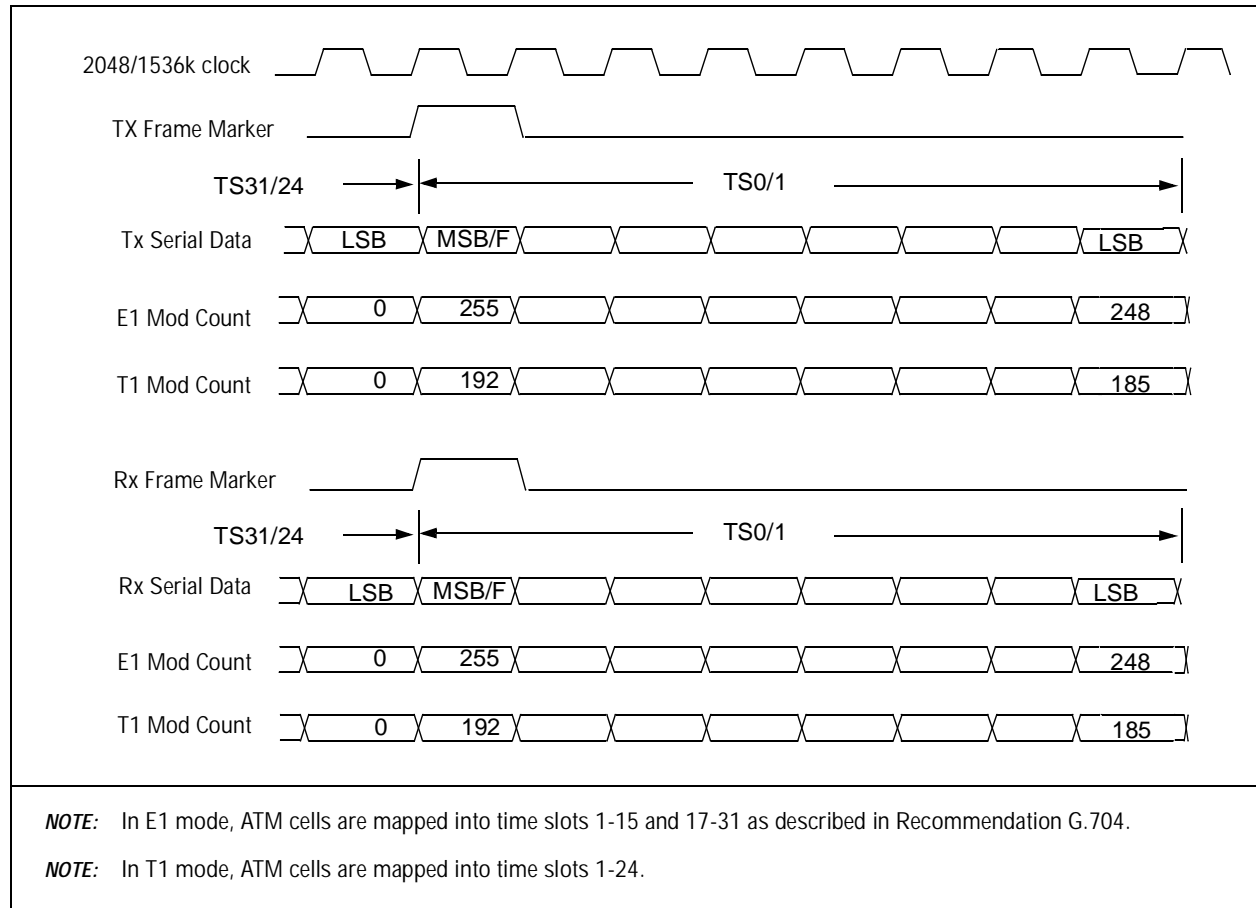 2048/1536k clock
TX Frame Marker
TS31/24 TS0/1
Tx Serial Data LSB MSB/F LSB
E1 Mod Count 0 255 248
T1 Mod Count 0 192 185
Rx Frame Marker
TS31/24 TS0/1
Rx Serial Data LSB MSB/F LSB
E1 Mod Count 0 255 248
T1 Mod Count 0 192 185
NOTE: In E1 mode, ATM cells are mapped into time slots 1-15 and 17-31 as described in Recommendation G.704.
NOTE: In T1 mode, ATM cells are mapped into time slots 1-24.